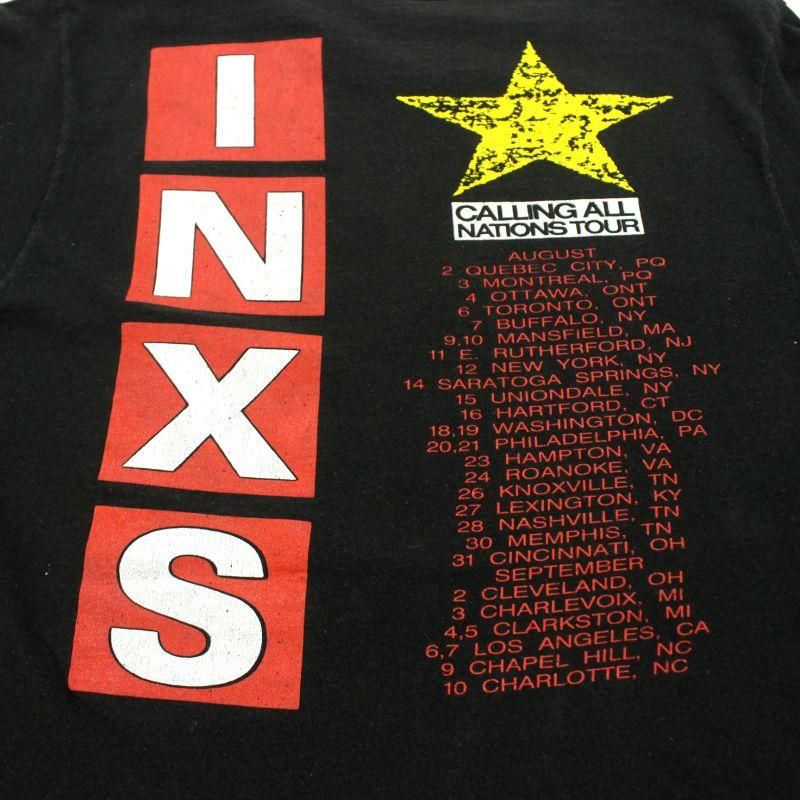 I
N
X
S
CALLING ALL
NATIONS TOUR
AUGUST
2 QUEBEC CITY, PQ
3 MONTREAL, PQ
4 OTTAWA, ONT
6 TORONTO, ONT
7 BUFFALO, NY
9,10 MANSFIELD, MA
11 E. RUTHERFORD, NJ
12 NEW YORK, NY
14 SARATOGA SPRINGS, NY
15 UNIONDALE, NY
16 HARTFORD, CT
18,19 WASHINGTON, DC
20,21 PHILADELPHIA, PA
23 HAMPTON, VA
24 ROANOKE, VA
26 KNOXVILLE, TN
27 LEXINGTON, KY
28 NASHVILLE, TN
30 MEMPHIS, TN
31 CINCINNATI, OH
SEPTEMBER
2 CLEVELAND, OH
3 CHARLEVOIX, MI
4,5 CLARKSTON, MI
6,7 LOS ANGELES, CA
9 CHAPEL HILL, NC
10 CHARLOTTE, NC